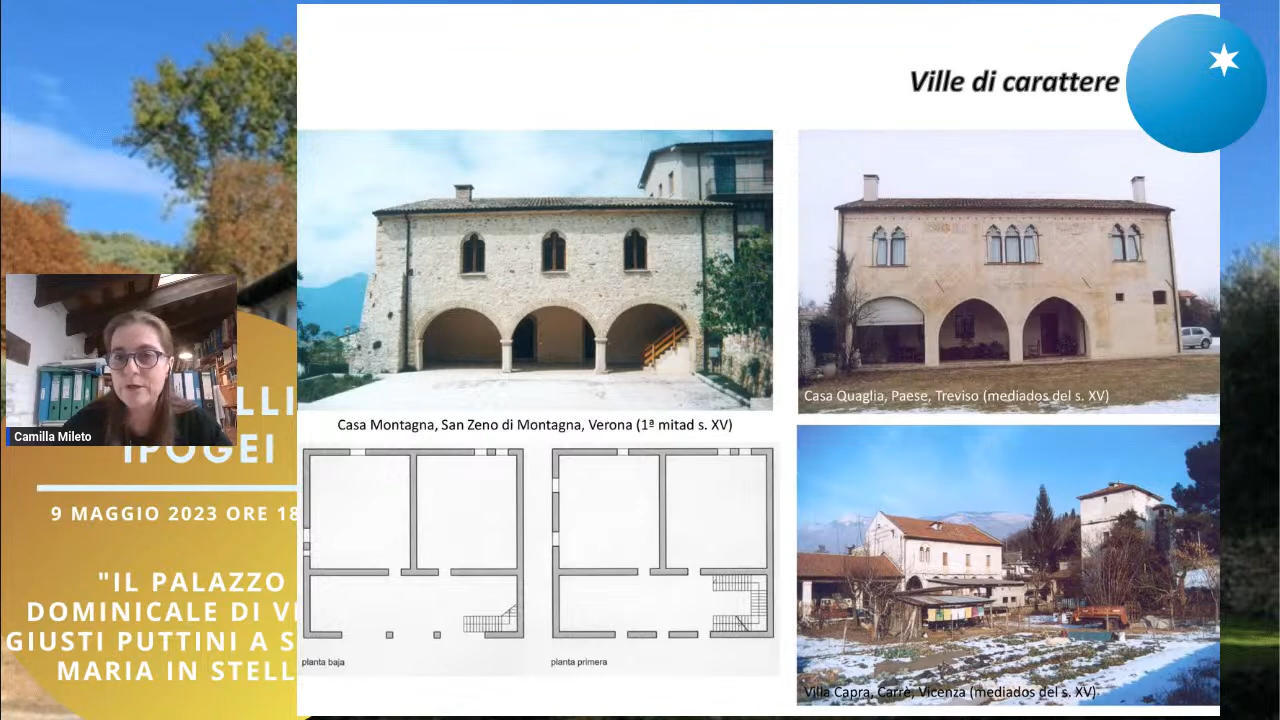 Ville di carattere
Casa Quaglia, Paese, Treviso (mediados del s. XV)
Casa Montagna, San Zeno di Montagna, Verona (1ª mitad s. XV)
planta baja
planta primera
Villa Capra, Carrè, Vicenza (mediados del s. XV)
Camilla Mileto
LLI
IPOGEI
9 MAGGIO 2023 ORE 18
"IL PALAZZO
DOMINICALE DI VI
GIUSTI PUTTINI A S
MARIA IN STELL